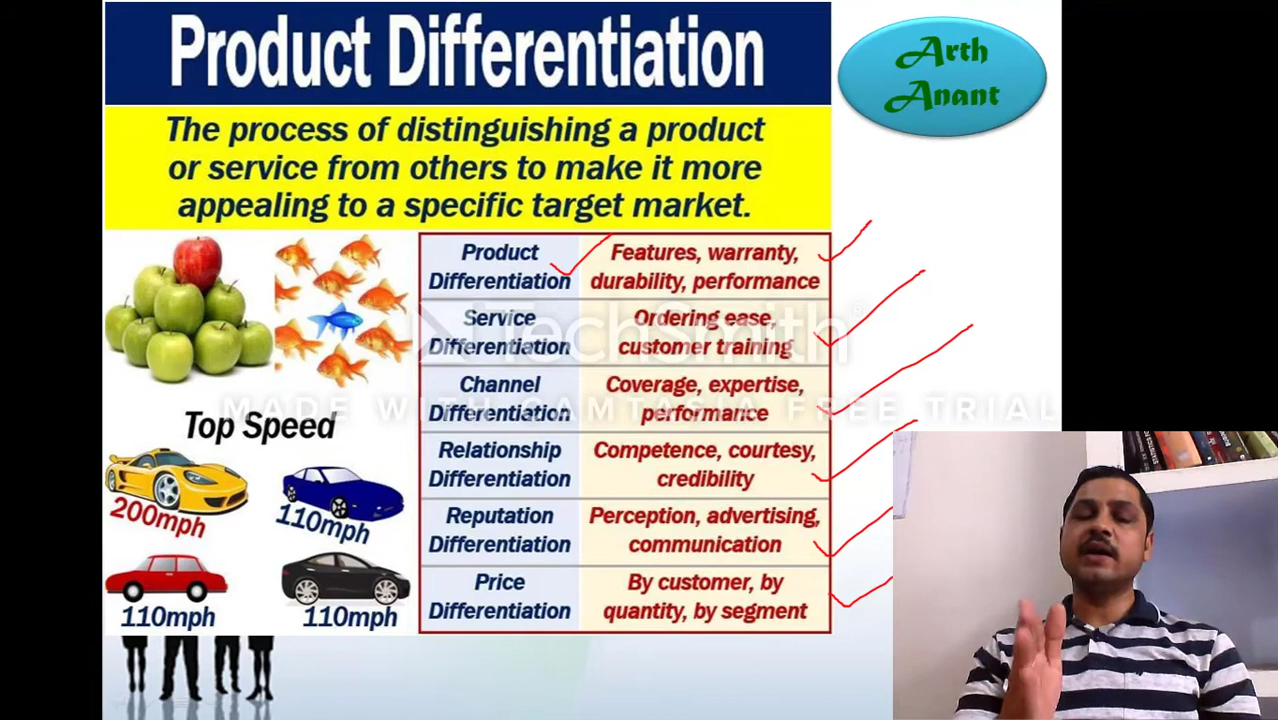 Product Differentiation
Arth
Anant
The process of distinguishing a product
or service from others to make it more
appealing to a specific target market.
Product
Differentiation
Features, warranty,
durability, performance
Service
Differentiation
Ordering ease,
customer training
Channel
Differentiation
Coverage, expertise,
performance
Relationship
Differentiation
Competence, courtesy,
credibility
Reputation
Differentiation
Perception, advertising,
communication
Price
Differentiation
By customer, by
quantity, by segment
Top Speed
200mph
110mph
110mph
110mph
TechSmith
MADE WITH CAMTASIA FREE TRIAL